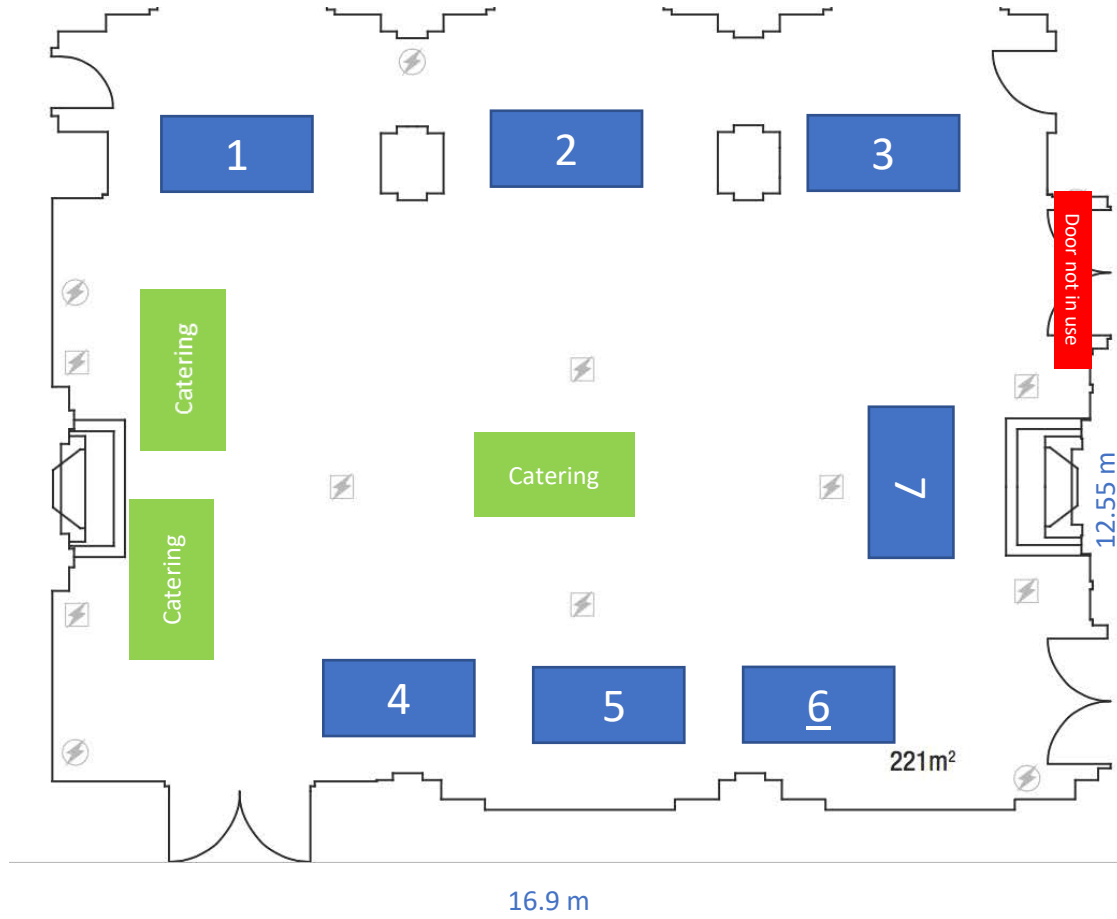 1
2
3
Door not in use
Catering
Catering
7
12.55 m
Catering
4
5
6
221m²
16.9 m